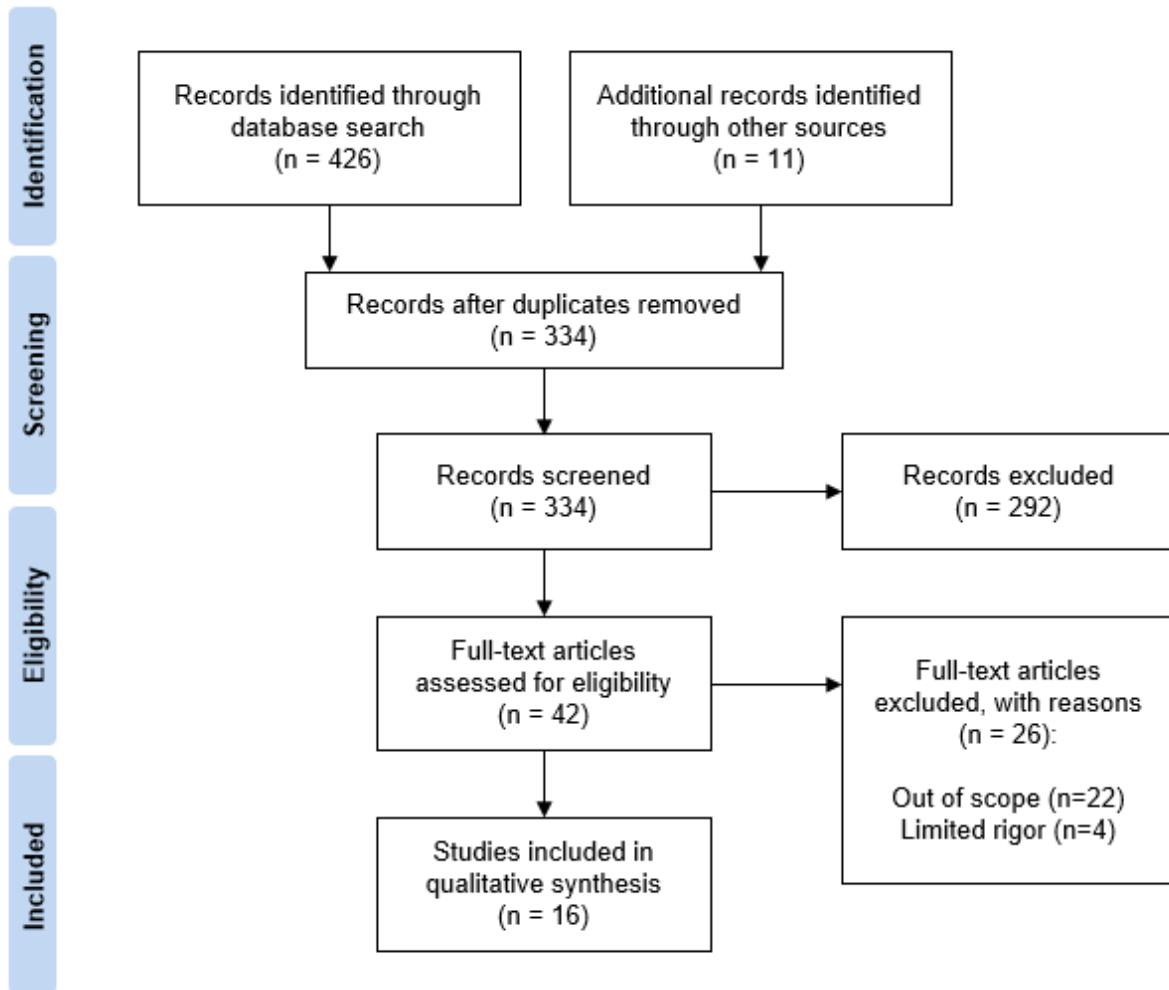 Identification
Records identified through
database search
(n = 426)
Additional records identified
through other sources
(n = 11)
Screening
Records after duplicates removed
(n = 334)
Records screened
(n = 334)
Records excluded
(n = 292)
Eligibility
Full-text articles
assessed for eligibility
(n = 42)
Full-text articles
excluded, with reasons
(n = 26):
Out of scope (n=22)
Limited rigor (n=4)
Included
Studies included in
qualitative synthesis
(n = 16)